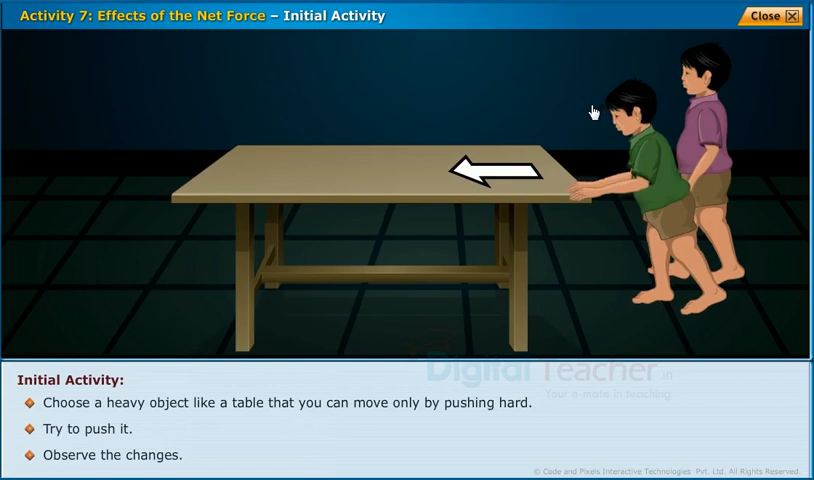 Activity 7: Effects of the Net Force – Initial Activity
Close
Initial Activity:
Choose a heavy object like a table that you can move only by pushing hard.
Try to push it.
Observe the changes.
Digital Teacher.in
Your e-mate in teaching
© Code and Pixels Interactive Technologies Pvt. Ltd. All Rights Reserved.